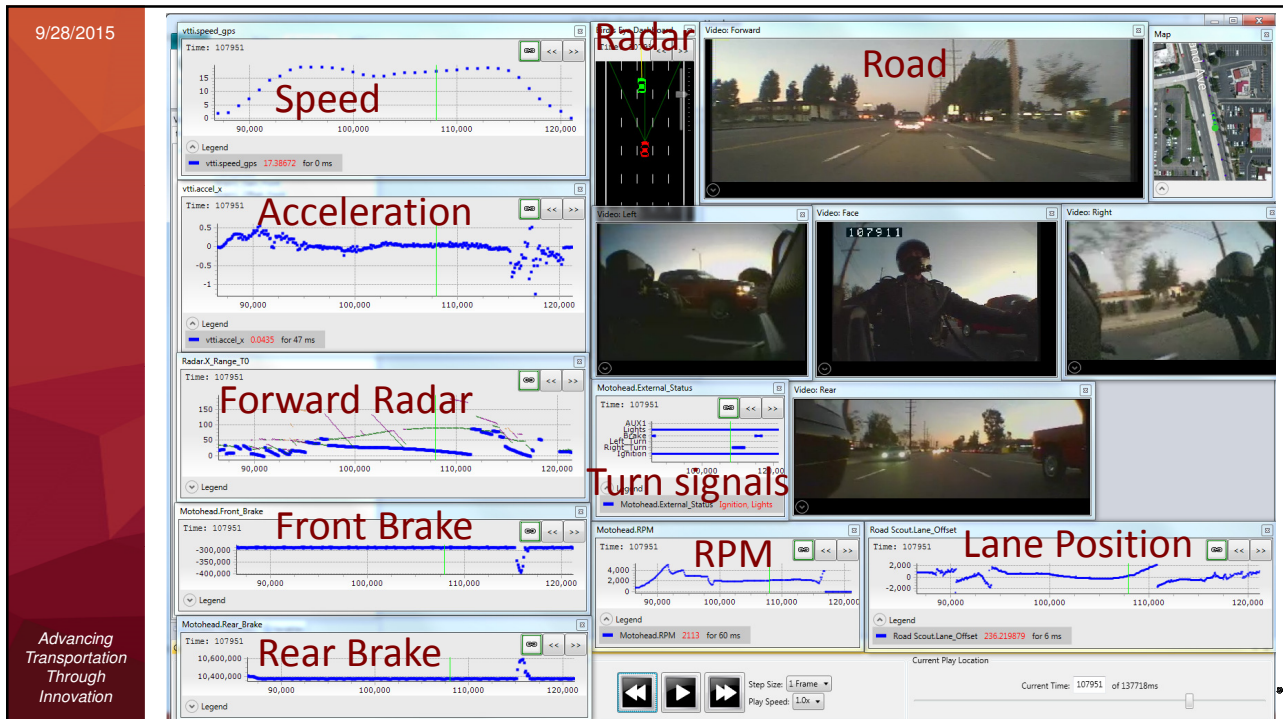 9/28/2015
Advancing
Transportation
Through
Innovation
vtti.speed_gps
Time: 107951
<< >>
Speed
15
10
5
0
90,000 100,000 110,000 120,000
Legend
vtti.speed_gps 17.38672 for 0 ms
vtti.accel_x
Time: 107951
<< >>
Acceleration
0.5
0
-0.5
-1
90,000 100,000 110,000 120,000
Legend
vtti.accel_x 0.0435 for 47 ms
Radar.X_Range_T0
Time: 107951
<< >>
Forward Radar
150
100
50
0
90,000 100,000 110,000 120,000
Legend
Motohead.Front_Brake
Time: 107951
<< >>
Front Brake
-300,000
-350,000
-400,000
90,000 100,000 110,000 120,000
Legend
Motohead.Rear_Brake
Time: 107951
<< >>
Rear Brake
10,600,000
10,400,000
90,000 100,000 110,000 120,000
Bird's Eye Dashboard
Radar
<< >>
Video: Forward
Road
Map
Ave
Video: Left
Video: Face
107911
Video: Right
Motohead.External_Status
Time: 107951
<< >>
AUX1
Lights
Brake
Left_Turn
Right_Turn
Ignition
100,000 120,00
Legend
Turn signals
Motohead.External_Status Ignition, Lights
Video: Rear
Motohead.RPM
Time: 107951
<< >>
RPM
4,000
2,000
0
90,000 100,000 110,000 120,000
Legend
Motohead.RPM 2113 for 60 ms
Road Scout.Lane_Offset
Time: 107951
<< >>
Lane Position
2,000
0
-2,000
90,000 100,000 110,000 120,000
Legend
Road Scout.Lane_Offset 236.219879 for 6 ms
Step Size: 1 Frame
Play Speed: 1.0x
Current Play Location
Current Time: 107951 of 137718ms